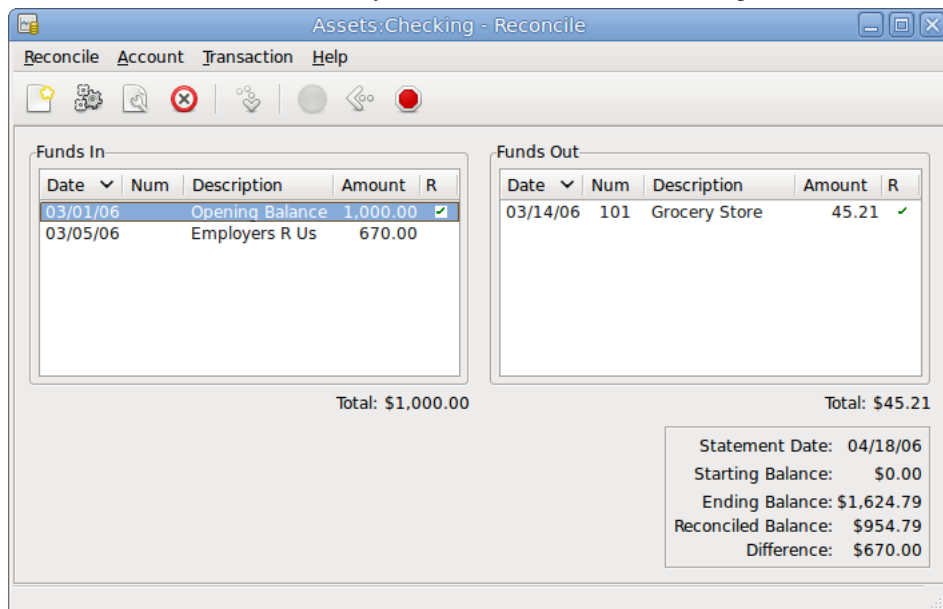 Assets:Checking - Reconcile
Reconcile Account Transaction Help
Funds In
Date Num Description Amount R
03/01/06 Opening Balance 1,000.00
03/05/06 Employers R Us 670.00
Total: $1,000.00
Funds Out
Date Num Description Amount R
03/14/06 101 Grocery Store 45.21
Total: $45.21
Statement Date: 04/18/06
Starting Balance: $0.00
Ending Balance: $1,624.79
Reconciled Balance: $954.79
Difference: $670.00